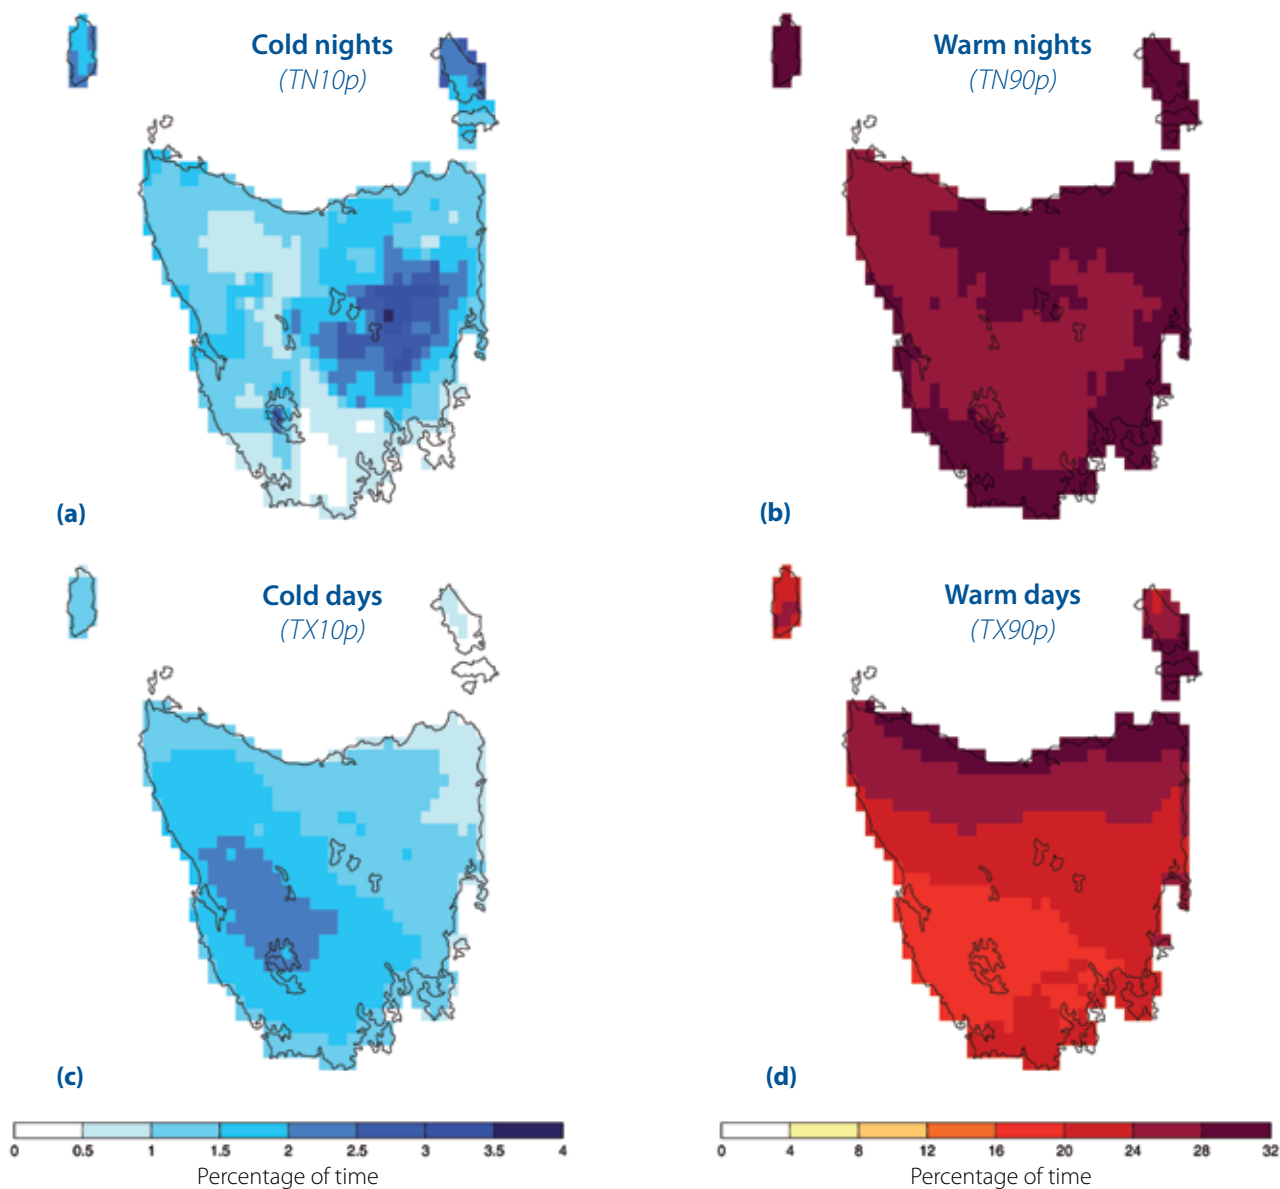 Cold nights
(TN10p)
Warm nights
(TN90p)
(a)
(b)
Cold days
(TX10p)
Warm days
(TX90p)
(c)
(d)
0 0.5 1 1.5 2 2.5 3 3.5 4
Percentage of time
0 4 8 12 16 20 24 28 32
Percentage of time